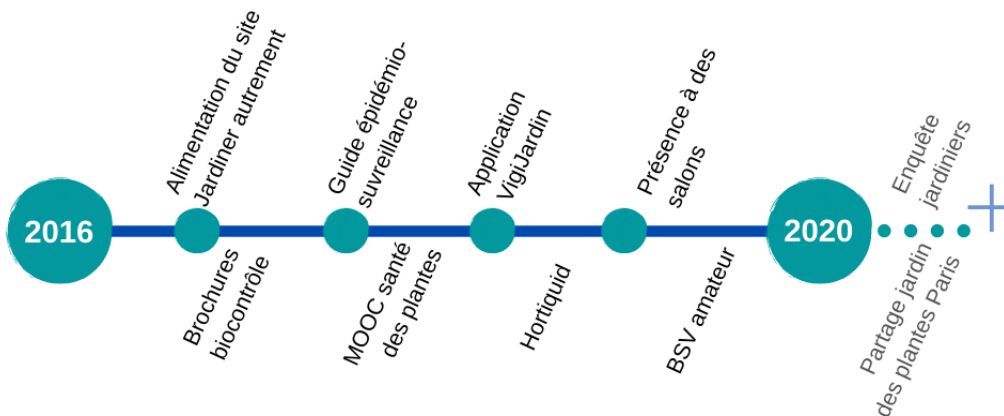 2016
Alimentation du site
Jardiner autrement
Brochures
biocontrôle
Guide épidémio-
suvreillance
MOOC santé
des plantes
Application
VigiJardin
Hortiquid
Présence à des
salons
BSV amateur
2020
Enquête
jardiniers
Partage jardin
des plantes Paris